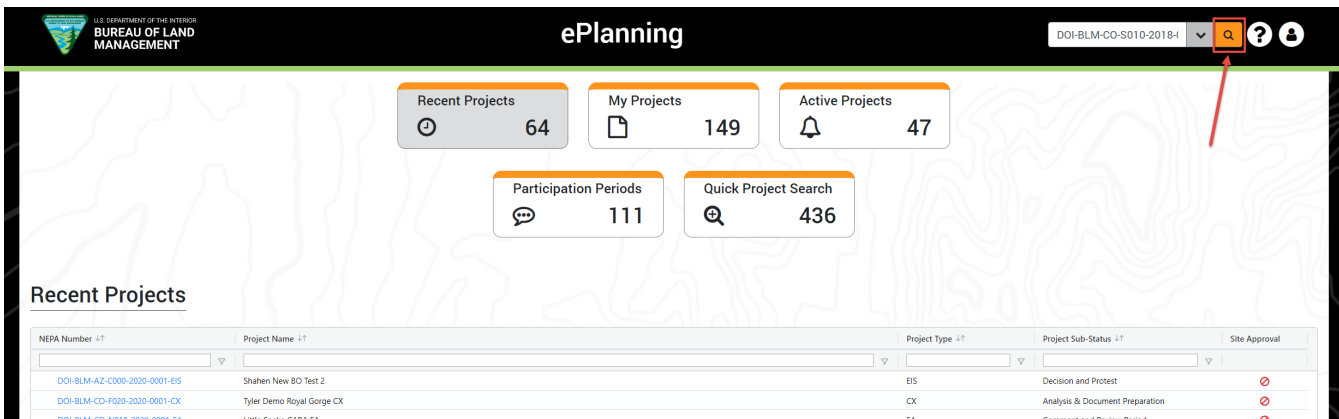 U.S. DEPARTMENT OF THE INTERIOR
BUREAU OF LAND
MANAGEMENT
ePlanning
DOI-BLM-CO-S010-2018-(
Recent Projects
64
My Projects
149
Active Projects
47
Participation Periods
111
Quick Project Search
436
Recent Projects
NEPA Number Project Name Project Type Project Sub-Status Site Approval
DOI-BLM-AZ-C000-2020-0001-EIS Shahen New BO Test 2 EIS Decision and Protest
DOI-BLM-CO-F020-2020-0001-CX Tyler Demo Royal Gorge CX CX Analysis & Document Preparation